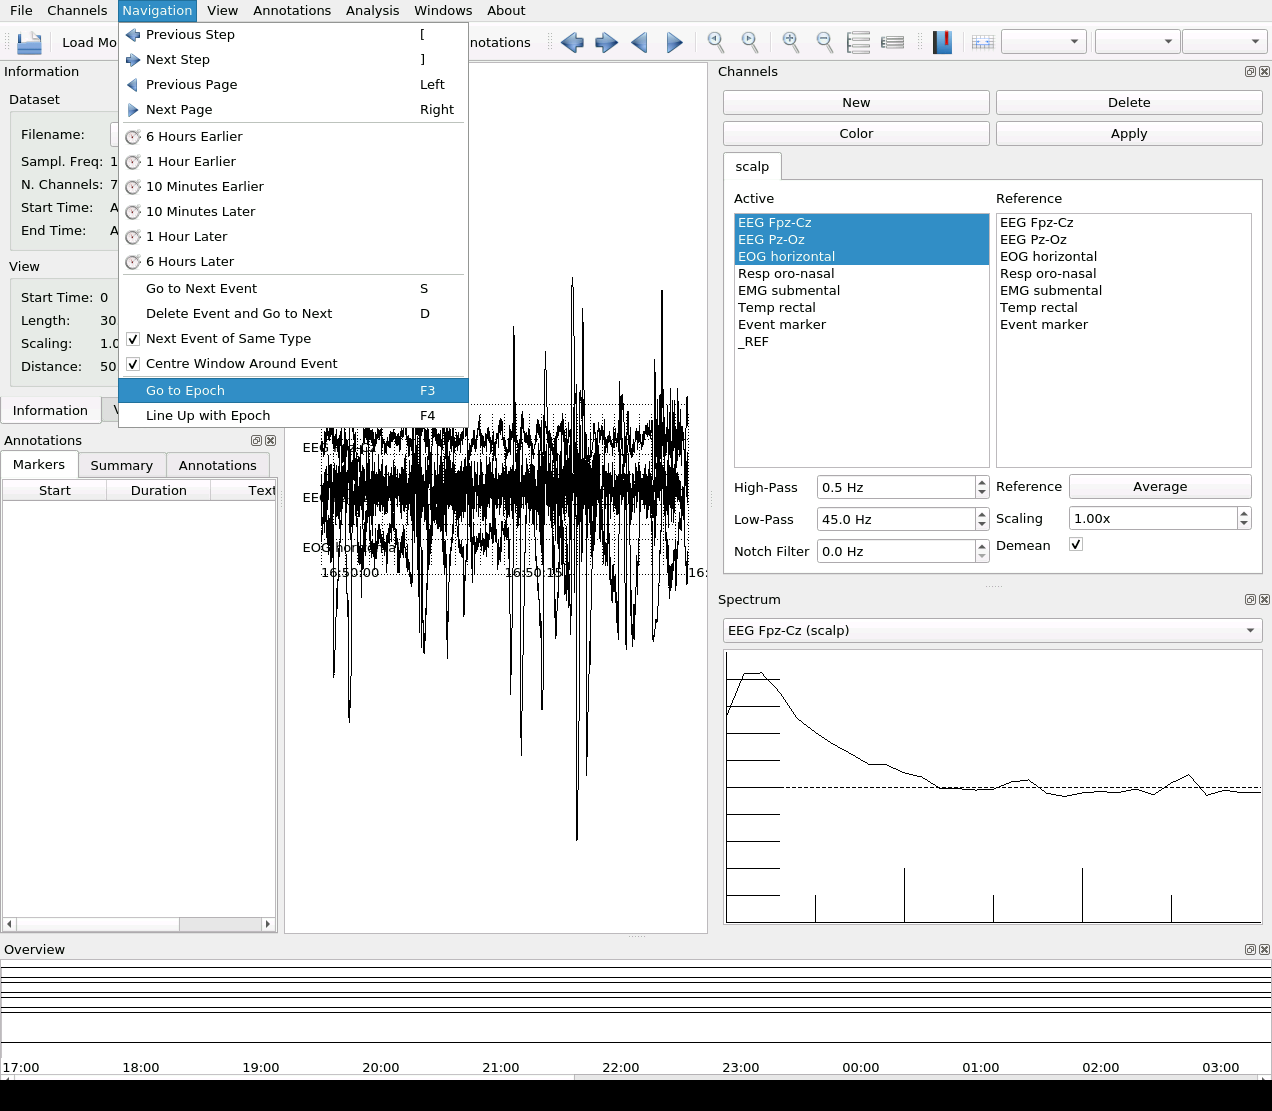 File Channels Navigation View Annotations Analysis Windows About
Load Mo
notations
Previous Step [
Next Step ]
Previous Page Left
Next Page Right
6 Hours Earlier
1 Hour Earlier
10 Minutes Earlier
10 Minutes Later
1 Hour Later
6 Hours Later
Go to Next Event S
Delete Event and Go to Next D
Next Event of Same Type
Centre Window Around Event
Go to Epoch F3
Line Up with Epoch F4
Information
Dataset
Filename:
Sampl. Freq: 1
N. Channels: 7
Start Time: A
End Time: A
View
Start Time: 0
Length: 30
Scaling: 1.0
Distance: 50
Information V
Annotations
Markers Summary Annotations
Start Duration Text
EEG Fpz-Cz
EE
EOG horizontal
16:50:00 16:50:15 16:
Channels
New Delete
Color Apply
scalp
Active
EEG Fpz-Cz
EEG Pz-Oz
EOG horizontal
Resp oro-nasal
EMG submental
Temp rectal
Event marker
_REF
Reference
EEG Fpz-Cz
EEG Pz-Oz
EOG horizontal
Resp oro-nasal
EMG submental
Temp rectal
Event marker
High-Pass 0.5 Hz
Low-Pass 45.0 Hz
Notch Filter 0.0 Hz
Reference Average
Scaling 1.00x
Demean
Spectrum
EEG Fpz-Cz (scalp)
Overview
17:00 18:00 19:00 20:00 21:00 22:00 23:00 00:00 01:00 02:00 03:00